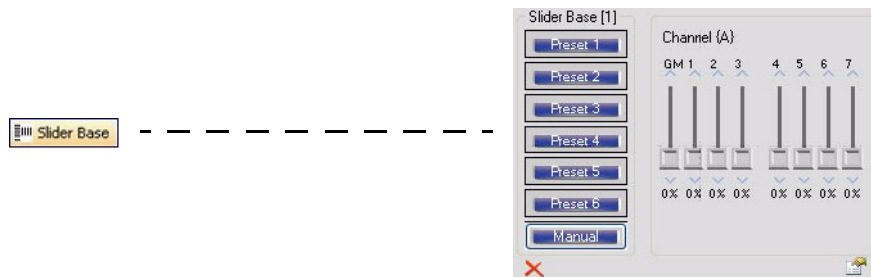 Slider Base
Slider Base [1]
Preset 1
Preset 2
Preset 3
Preset 4
Preset 5
Preset 6
Manual
Channel {A}
GM 1 2 3 4 5 6 7
0% 0% 0% 0% 0% 0% 0% 0%